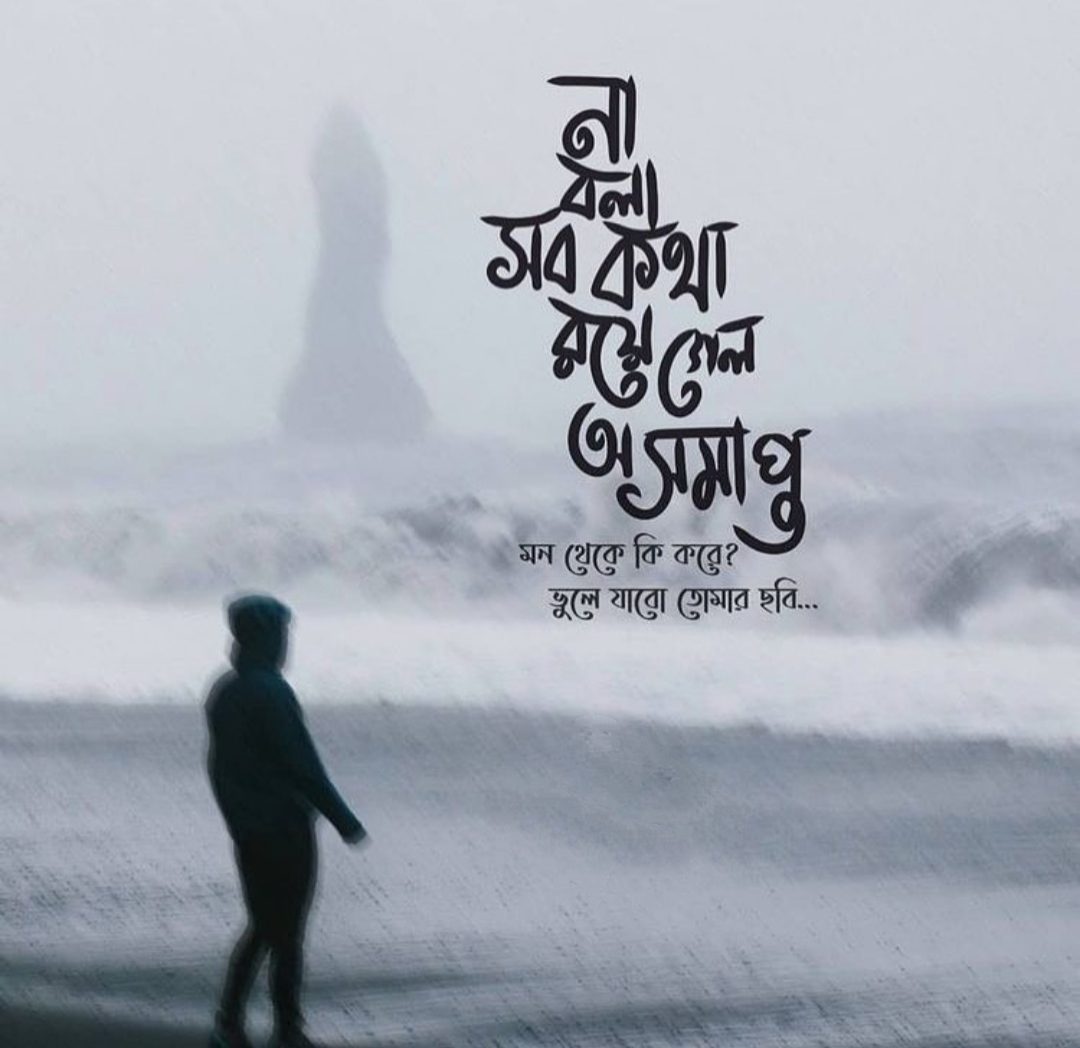 না
বলা
সব কথা
রয়ে গেল
অসমাপ্ত
মন থেকে কি করে?
ভুলে যাবো তোমার ছবি...